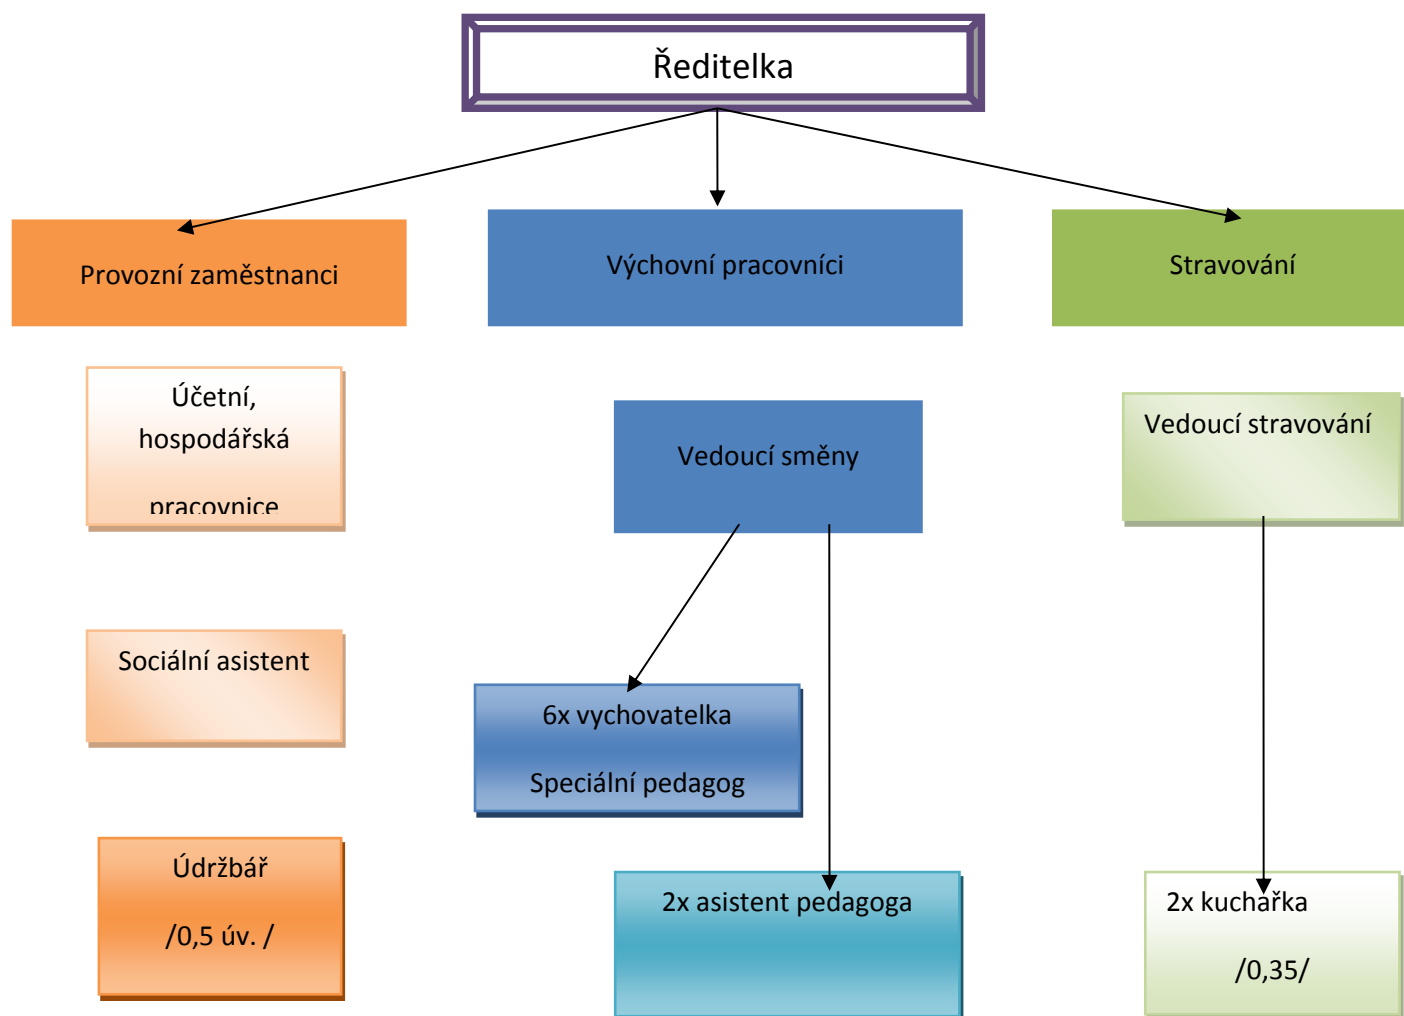 Ředitelka
Provozní zaměstnanci
Výchovní pracovníci
Stravování
Účetní,
hospodářská
pracovnice
Vedoucí směny
Vedoucí stravování
Sociální asistent
6x vychovatelka
Speciální pedagog
Údržbář
/0,5 úv. /
2x asistent pedagoga
2x kuchařka
/0,35/